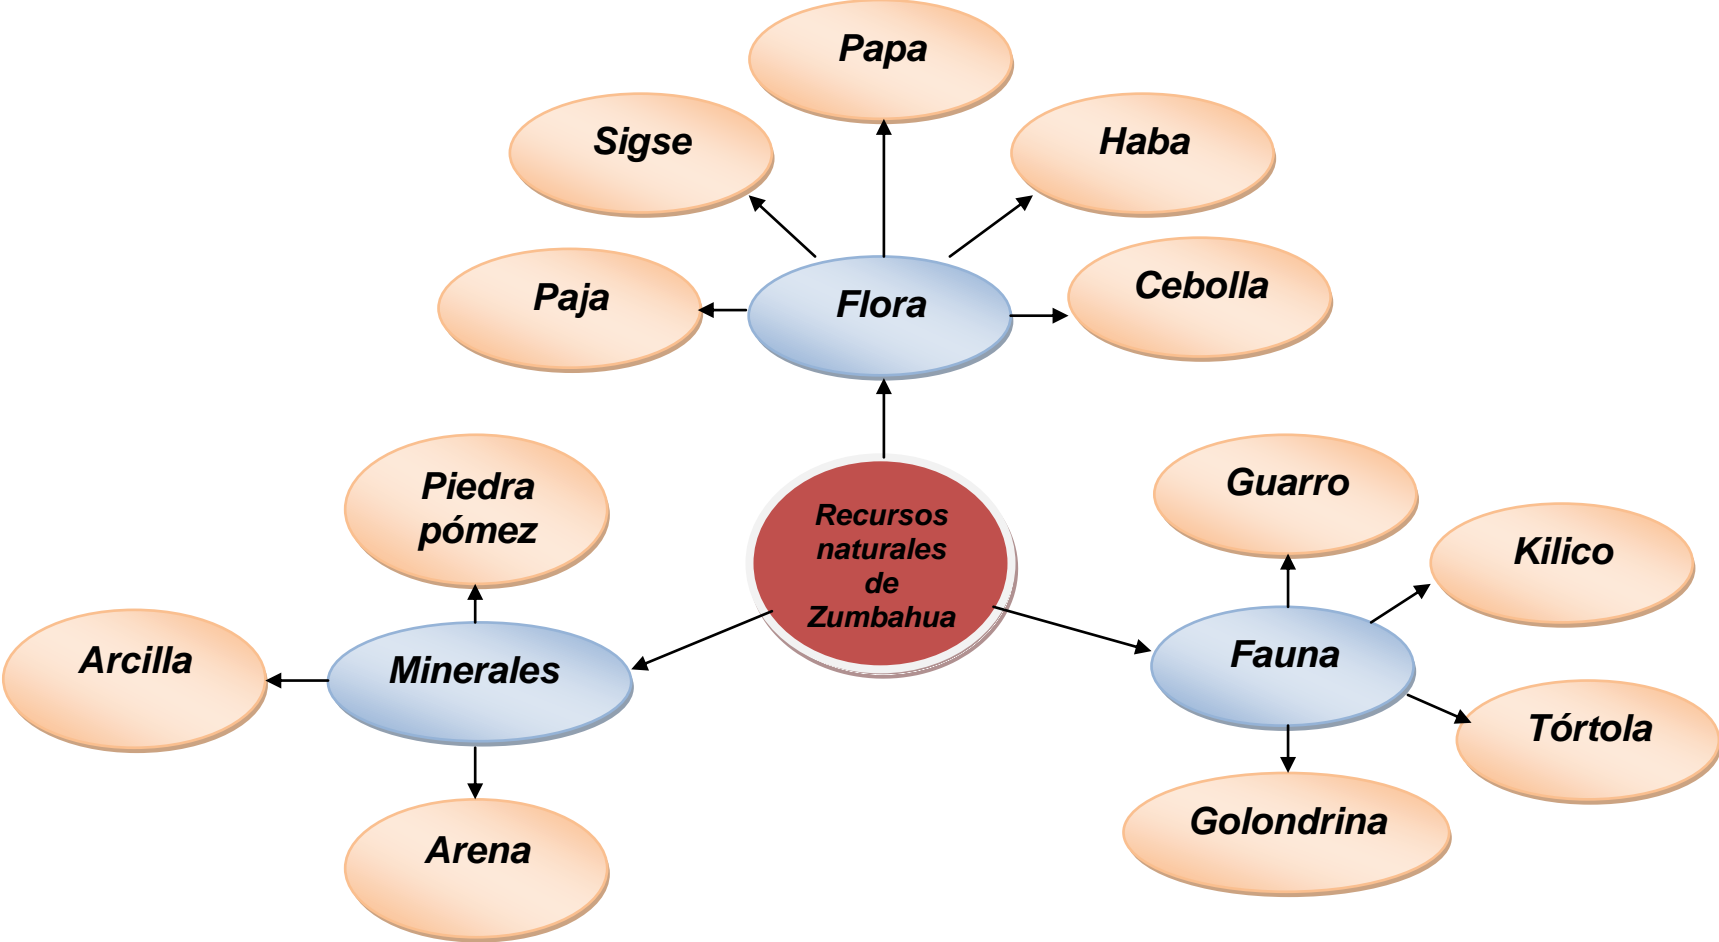 Papa
Sigse
Haba
Paja
Flora
Cebolla
Piedra
pómez
Recursos
naturales
de
Zumbahua
Guarro
Kilico
Arcilla
Minerales
Fauna
Tórtola
Arena
Golondrina